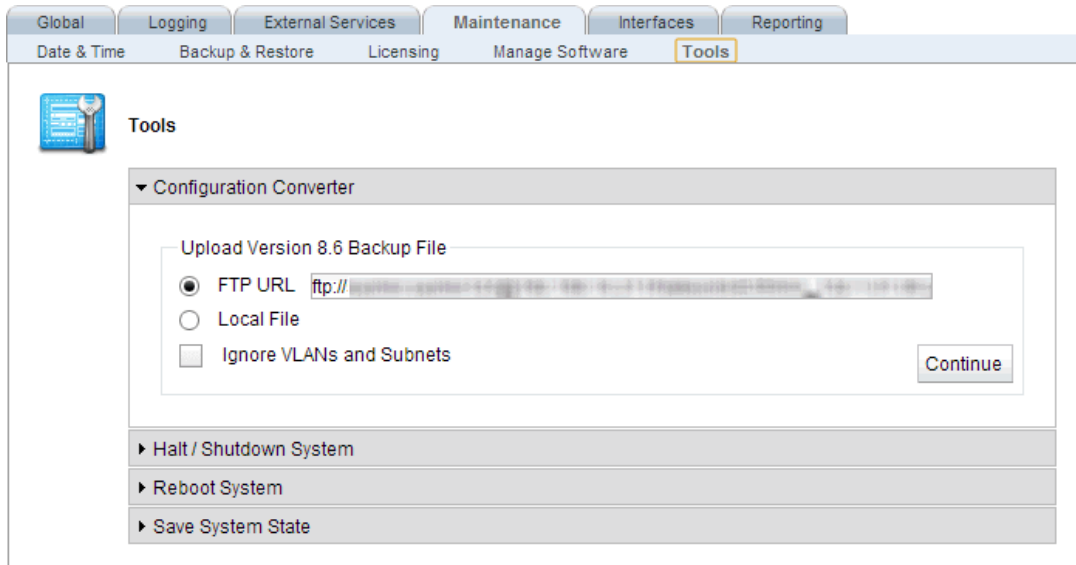 Global Logging External Services Maintenance Interfaces Reporting
Date & Time Backup & Restore Licensing Manage Software Tools
Tools
Configuration Converter
Upload Version 8.6 Backup File
FTP URL ftp://
Local File
Ignore VLANs and Subnets
Continue
Halt / Shutdown System
Reboot System
Save System State